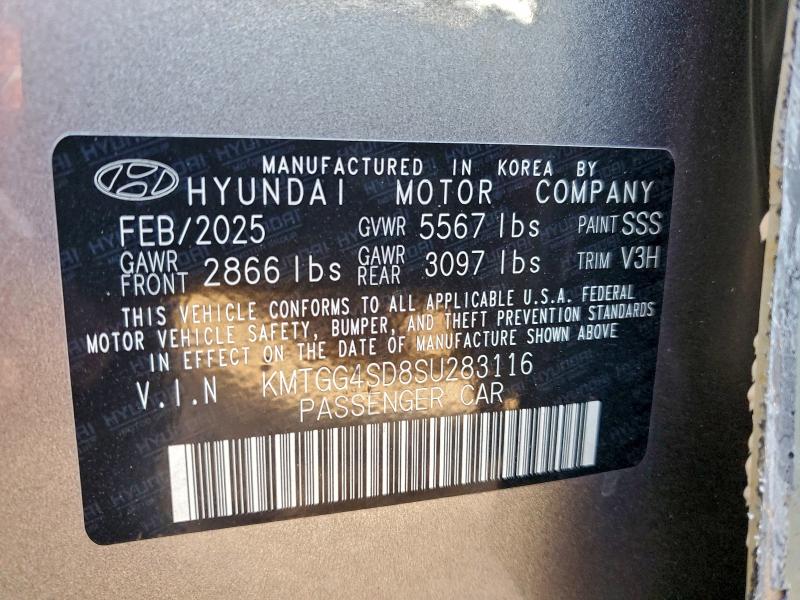 MANUFACTURED IN KOREA BY
HYUNDAI MOTOR COMPANY
FEB/2025 GVWR 5567 lbs PAINT SSS
GAWR FRONT 2866 lbs GAWR REAR 3097 lbs TRIM V3H
THIS VEHICLE CONFORMS TO ALL APPLICABLE U.S.A. FEDERAL
MOTOR VEHICLE SAFETY, BUMPER, AND THEFT PREVENTION STANDARDS
IN EFFECT ON THE DATE OF MANUFACTURE SHOWN ABOVE
V.I.N KMTGG4SD8SU283116
PASSENGER CAR